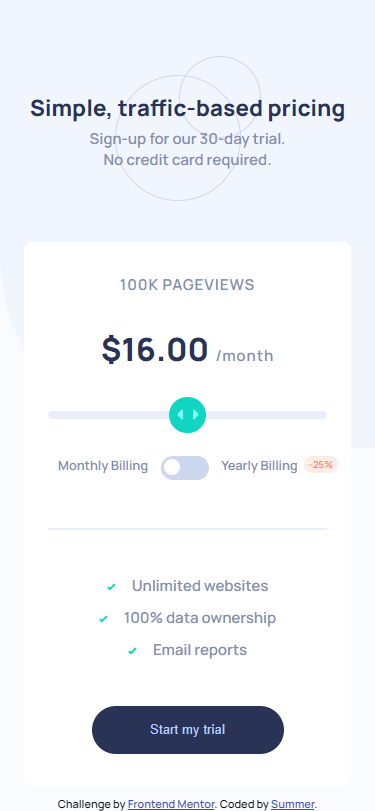 Simple, traffic-based pricing
Sign-up for our 30-day trial.
No credit card required.
100K PAGEVIEWS
$16.00 /month
Monthly Billing Yearly Billing -25%
Unlimited websites
100% data ownership
Email reports
Start my trial
Challenge by Frontend Mentor. Coded by Summer.